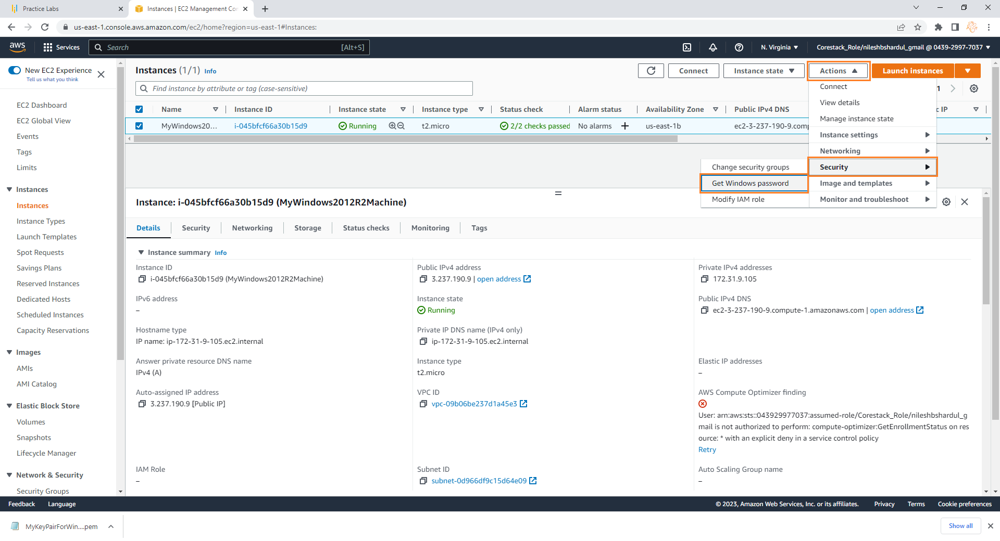 Practice Labs
Instances | EC2 Management Con
us-east-1.console.aws.amazon.com/ec2/home?region=us-east-1#Instances:
aws
Services
Search
[Alt+S]
N. Virginia
Corestack_Role/nileshbshardul_gmail @ 0439-2997-7037
New EC2 Experience
Tell us what you think
EC2 Dashboard
EC2 Global View
Events
Tags
Limits
Instances
Instances
Instance Types
Launch Templates
Spot Requests
Savings Plans
Reserved Instances
Dedicated Hosts
Scheduled Instances
Capacity Reservations
Images
AMIs
AMI Catalog
Elastic Block Store
Volumes
Snapshots
Lifecycle Manager
Network & Security
Security Groups
Instances (1/1) Info
Connect
Instance state
Actions
Launch instances
Find instance by attribute or tag (case-sensitive)
1
Name
Instance ID
Instance state
Instance type
Status check
Alarm status
Availability Zone
Public IPv4 DNS
IP
MyWindows20...
i-045bfcf66a30b15d9
Running
t2.micro
2/2 checks passed
No alarms
us-east-1b
ec2-3-237-190-9.comp
Connect
View details
Manage instance state
Instance settings
Networking
Security
Image and templates
Monitor and troubleshoot
Change security groups
Get Windows password
Modify IAM role
Instance: i-045bfcf66a30b15d9 (MyWindows2012R2Machine)
Details
Security
Networking
Storage
Status checks
Monitoring
Tags
Instance summary Info
Instance ID
i-045bfcf66a30b15d9 (MyWindows2012R2Machine)
Public IPv4 address
3.237.190.9 | open address
Private IPv4 addresses
172.31.9.105
IPv6 address
–
Instance state
Running
Public IPv4 DNS
ec2-3-237-190-9.compute-1.amazonaws.com | open address
Hostname type
IP name: ip-172-31-9-105.ec2.internal
Private IP DNS name (IPv4 only)
ip-172-31-9-105.ec2.internal
Answer private resource DNS name
IPv4 (A)
Instance type
t2.micro
Elastic IP addresses
–
Auto-assigned IP address
3.237.190.9 [Public IP]
VPC ID
vpc-09b06be237d1a45e3
AWS Compute Optimizer finding
User: arn:aws:sts::043929977037:assumed-role/Corestack_Role/nileshbshardul_g
mail is not authorized to perform: compute-optimizer:GetEnrollmentStatus on res
ource: * with an explicit deny in a service control policy
Retry
IAM Role
–
Subnet ID
subnet-0d966df9c15d64e09
Auto Scaling Group name
–
Feedback
Language
© 2023, Amazon Web Services, Inc. or its affiliates.
Privacy
Terms
Cookie preferences
MyKeyPairForWin....pem
Show all